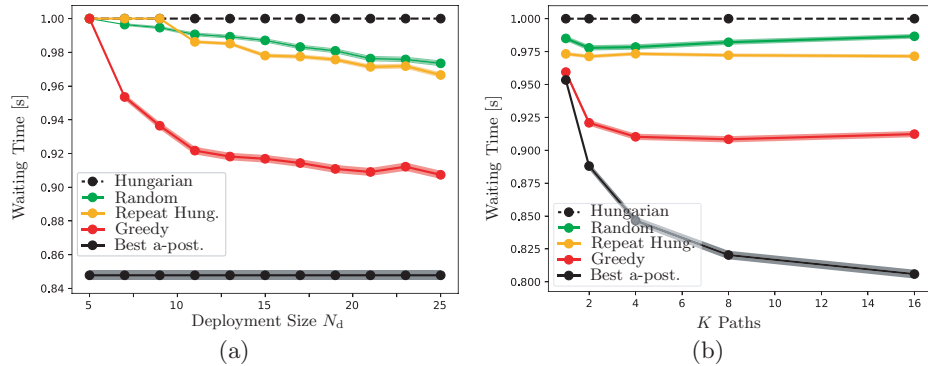 1.00
0.98
0.96
0.94
0.92
0.90
0.88
0.86
0.84
Waiting Time [s]
Hungarian
Random
Repeat Hung.
Greedy
Best a-post.
5 10 15 20 25
Deployment Size N_d
(a)
1.000
0.975
0.950
0.925
0.900
0.875
0.850
0.825
0.800
Waiting Time [s]
Hungarian
Random
Repeat Hung.
Greedy
Best a-post.
2 4 6 8 10 12 14 16
K Paths
(b)